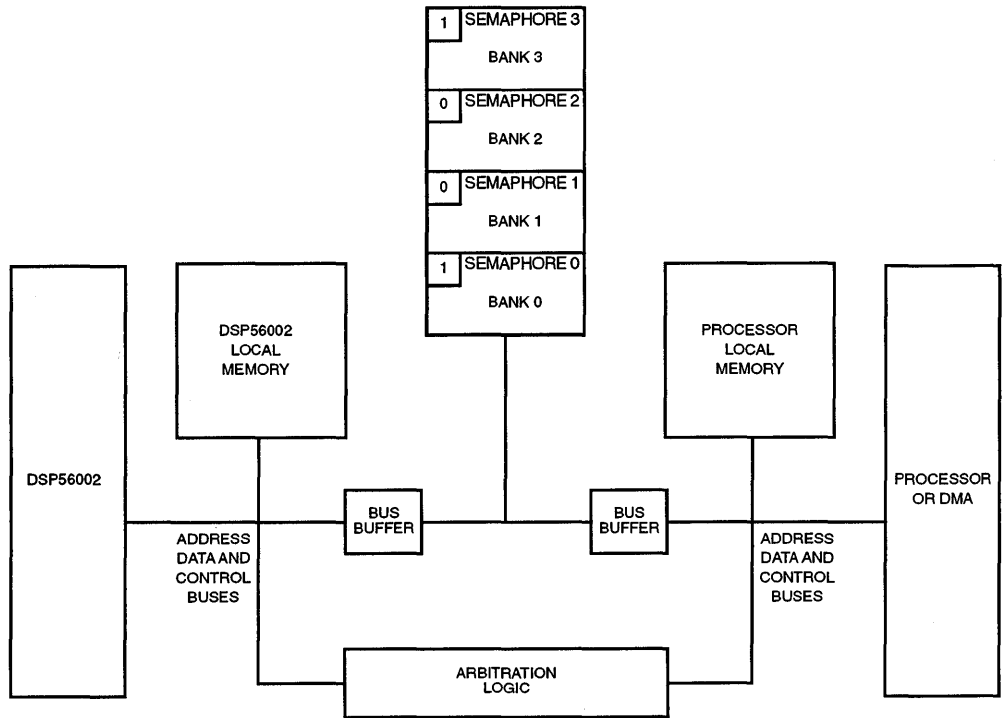 1 SEMAPHORE 3
BANK 3
0 SEMAPHORE 2
BANK 2
0 SEMAPHORE 1
BANK 1
1 SEMAPHORE 0
BANK 0
DSP56002
LOCAL
MEMORY
PROCESSOR
LOCAL
MEMORY
DSP56002
PROCESSOR
OR DMA
BUS
BUFFER
BUS
BUFFER
ADDRESS
DATA AND
CONTROL
BUSES
ADDRESS
DATA AND
CONTROL
BUSES
ARBITRATION
LOGIC